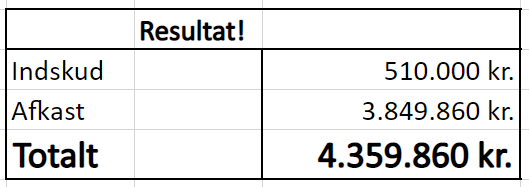 Resultat!
Indskud 510.000 kr.
Afkast 3.849.860 kr.
Totalt 4.359.860 kr.